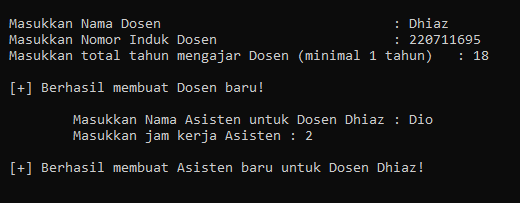 Masukkan Nama Dosen : Dhiaz
Masukkan Nomor Induk Dosen : 220711695
Masukkan total tahun mengajar Dosen (minimal 1 tahun) : 18
[+] Berhasil membuat Dosen baru!
Masukkan Nama Asisten untuk Dosen Dhiaz : Dio
Masukkan jam kerja Asisten : 2
[+] Berhasil membuat Asisten baru untuk Dosen Dhiaz!